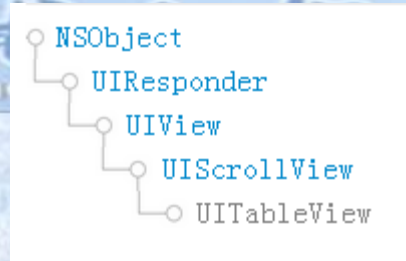 NSObject
UIResponder
UIView
UIScrollView
UITableView